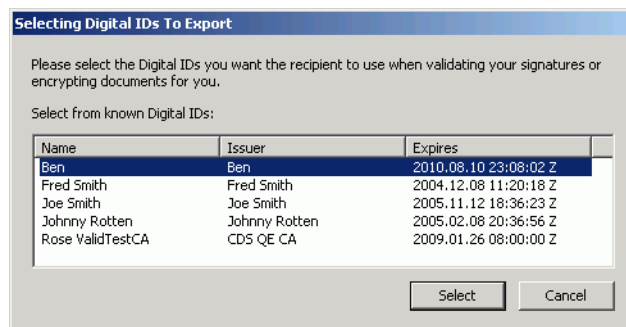 Selecting Digital IDs To Export
Please select the Digital IDs you want the recipient to use when validating your signatures or
encrypting documents for you.
Select from known Digital IDs:
Name Issuer Expires
Ben Ben 2010.08.10 23:08:02 Z
Fred Smith Fred Smith 2004.12.08 11:20:18 Z
Joe Smith Joe Smith 2005.11.12 18:36:23 Z
Johnny Rotten Johnny Rotten 2005.02.08 20:36:56 Z
Rose ValidTestCA CDS QE CA 2009.01.26 08:00:00 Z
Select Cancel